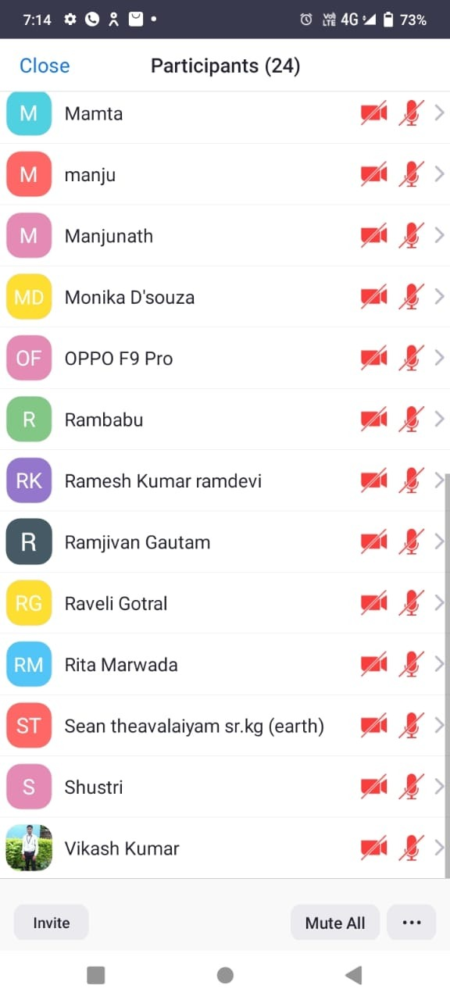 7:14 VoI LTE 4G 73%
Close Participants (24)
M Mamta
M manju
M Manjunath
MD Monika D'souza
OF OPPO F9 Pro
R Rambabu
RK Ramesh Kumar ramdevi
R Ramjivan Gautam
RG Raveli Gotral
RM Rita Marwada
ST Sean theavalaiyam sr.kg (earth)
S Shustri
Vikash Kumar
Invite Mute All ...